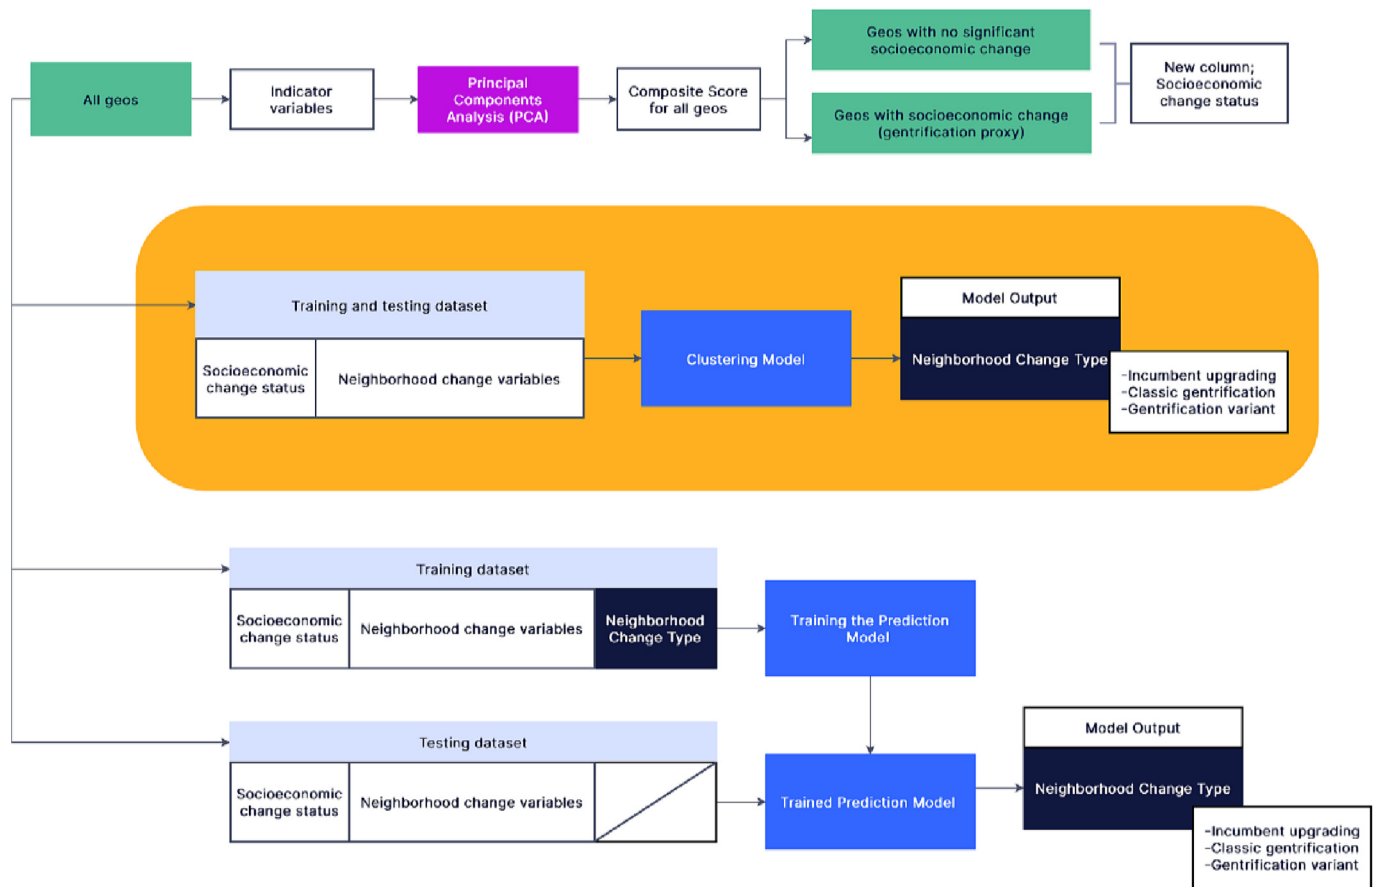 All geos
Indicator
variables
Principal
Components
Analysis (PCA)
Composite Score
for all geos
Geos with no significant
socioeconomic change
Geos with socioeconomic change
(gentrification proxy)
New column;
Socioeconomic
change status
Training and testing dataset
Socioeconomic
change status
Neighborhood change variables
Clustering Model
Model Output
Neighborhood Change Type
-Incumbent upgrading
-Classic gentrification
-Gentrification variant
Training dataset
Socioeconomic
change status
Neighborhood change variables
Neighborhood
Change Type
Training the Prediction
Model
Testing dataset
Socioeconomic
change status
Neighborhood change variables
Trained Prediction Model
Model Output
Neighborhood Change Type
-Incumbent upgrading
-Classic gentrification
-Gentrification variant